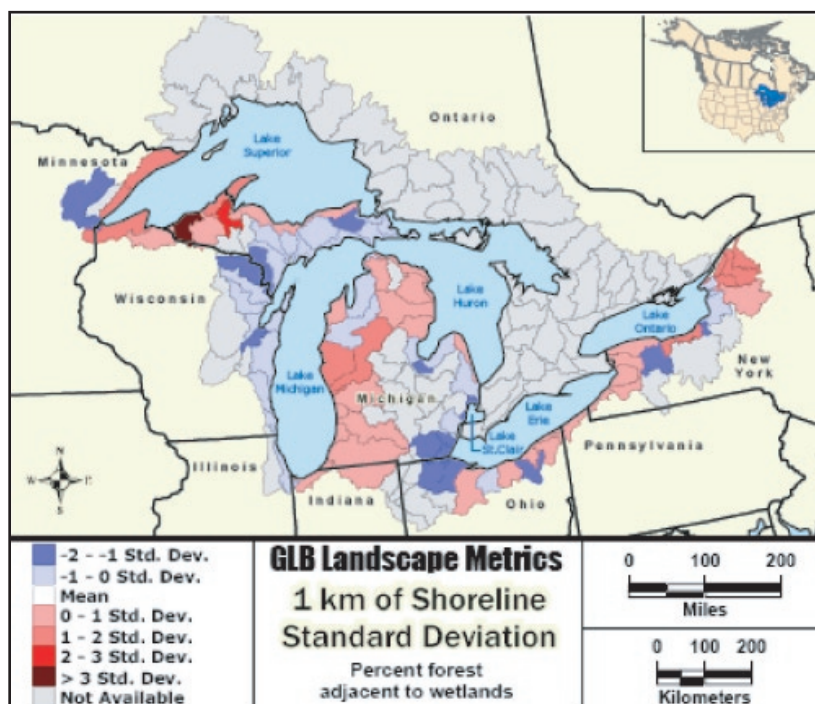 Ontario
Lake
Superior
Minnesota
Wisconsin
Lake
Huron
Lake
Ontario
New
York
Lake
Michigan
Michigan
Lake
Erie
Lake
St.Clair
Pennsylvania
Illinois
Indiana
Ohio
N
W
E
S
-2 - -1 Std. Dev.
-1 - 0 Std. Dev.
Mean
0 - 1 Std. Dev.
1 - 2 Std. Dev.
2 - 3 Std. Dev.
> 3 Std. Dev.
Not Available
GLB Landscape Metrics
1 km of Shoreline
Standard Deviation
Percent forest
adjacent to wetlands
0 100 200
Miles
0 100 200
Kilometers